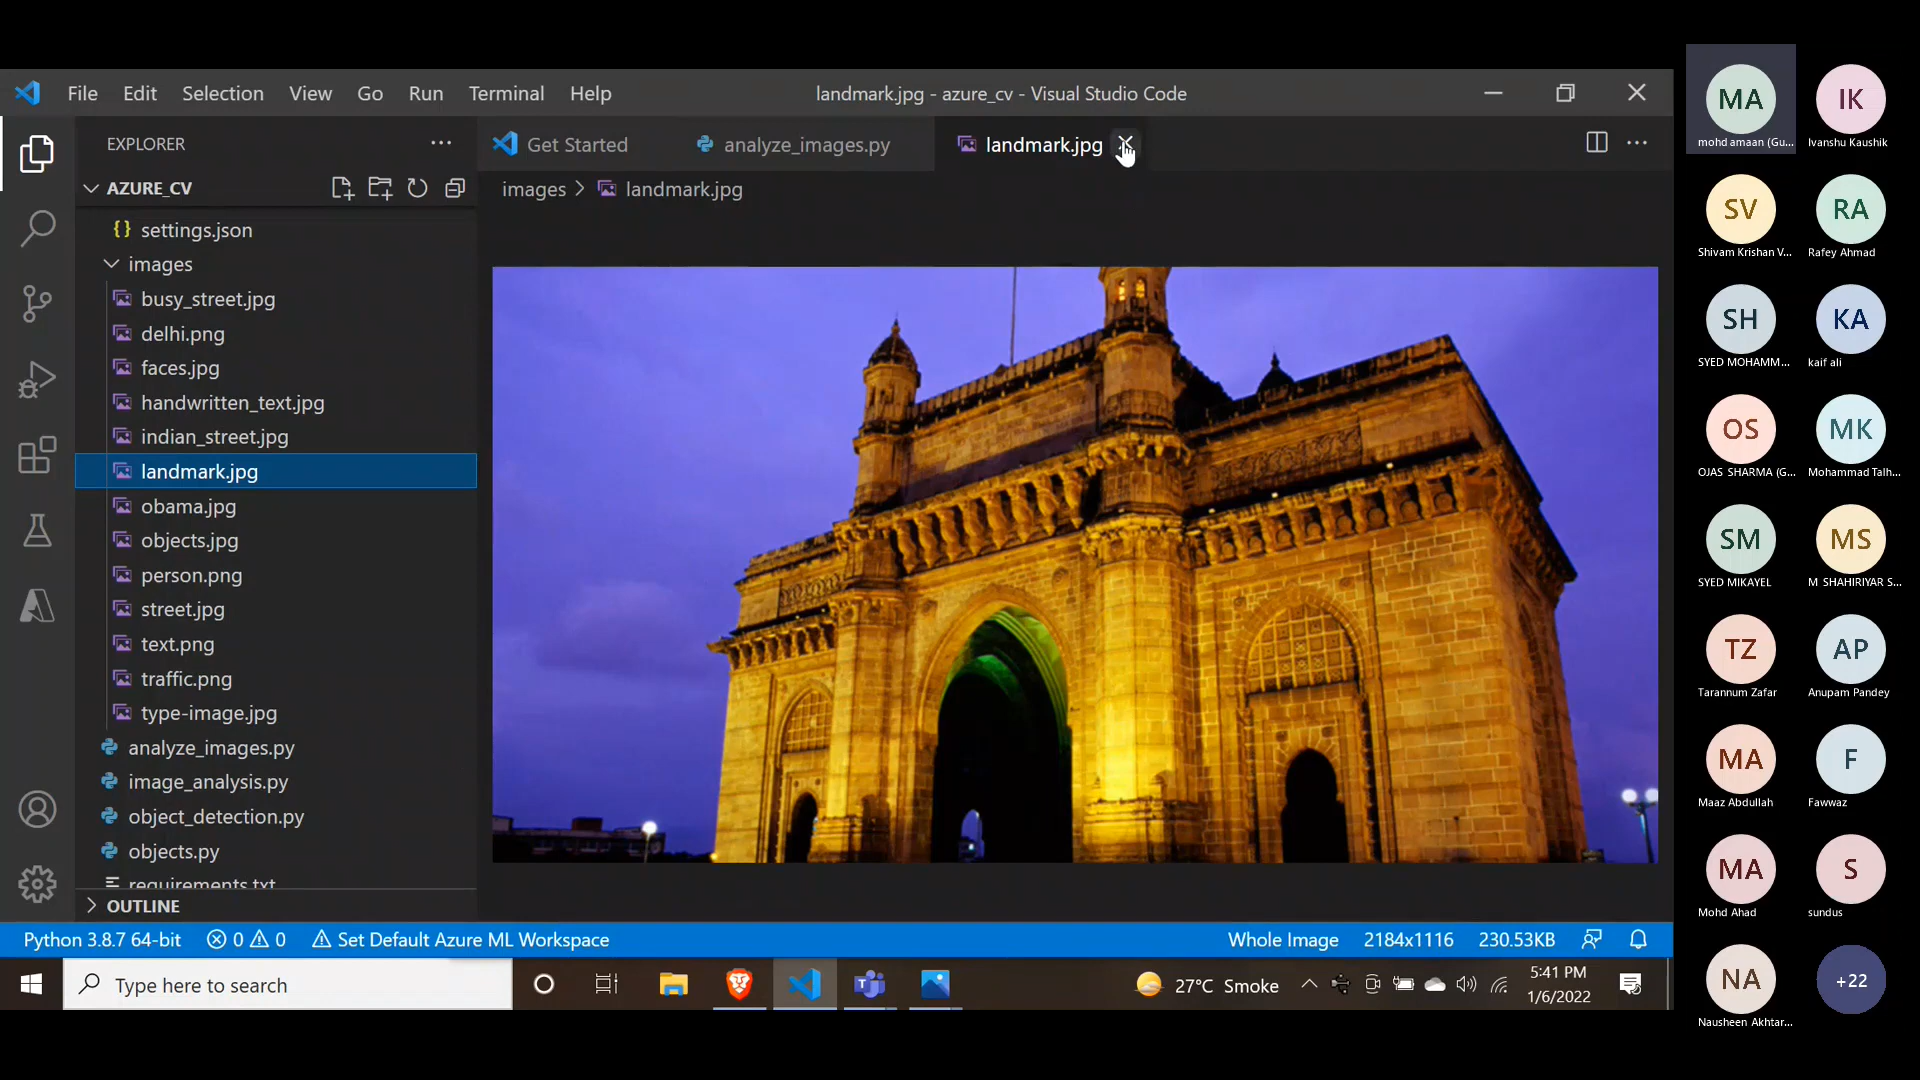 File Edit Selection View Go Run Terminal Help
landmark.jpg - azure_cv - Visual Studio Code
EXPLORER
AZURE_CV
{} settings.json
images
busy_street.jpg
delhi.png
faces.jpg
handwritten_text.jpg
indian_street.jpg
landmark.jpg
obama.jpg
objects.jpg
person.png
street.jpg
text.png
traffic.png
type-image.jpg
analyze_images.py
image_analysis.py
object_detection.py
objects.py
requirements.txt
OUTLINE
Get Started analyze_images.py landmark.jpg
images > landmark.jpg
Python 3.8.7 64-bit 0 0 Set Default Azure ML Workspace
Whole Image 2184x1116 230.53KB
Type here to search
27°C Smoke
5:41 PM
1/6/2022
MA IK
mohd amaan (Gu... Ivanshu Kaushik
SV RA
Shivam Krishan V... Rafey Ahmad
SH KA
SYED MOHAMM... kaif ali
OS MK
OJAS SHARMA (G... Mohammad Talh...
SM MS
SYED MIKAYEL M SHAHIRIYAR S...
TZ AP
Tarannum Zafar Anupam Pandey
MA F
Maaz Abdullah Fawwaz
MA S
Mohd Ahad sundus
NA +22
Nausheen Akhtar...